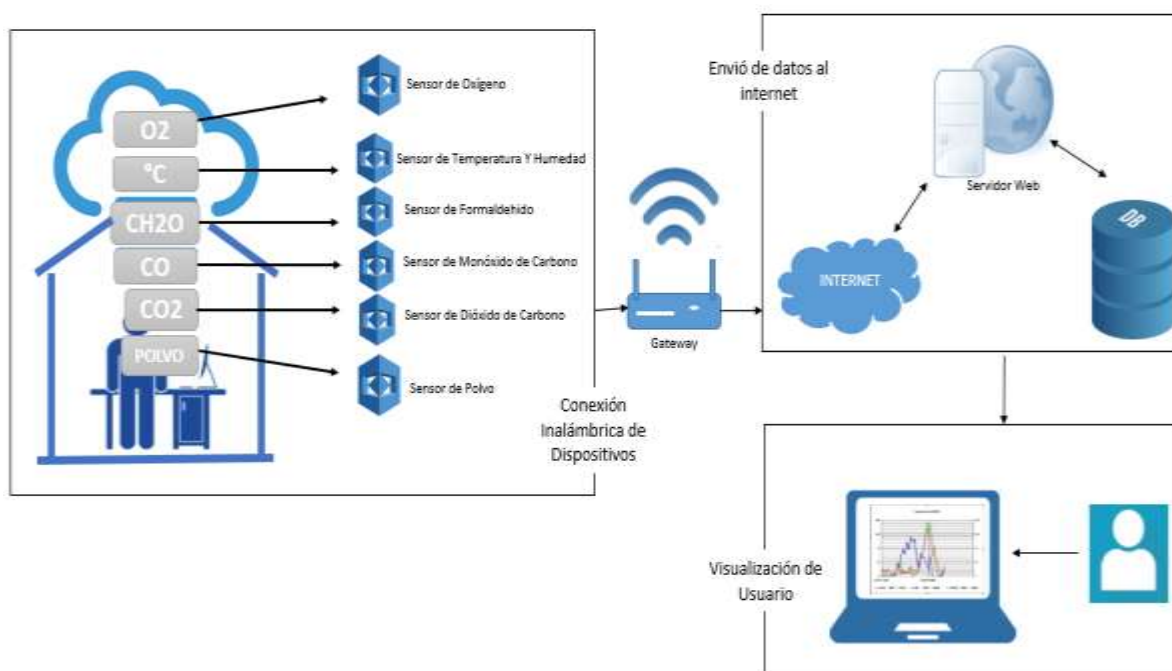 O2
Sensor de Oxígeno
°C
Sensor de Temperatura Y Humedad
CH2O
Sensor de Formaldehido
CO
Sensor de Monóxido de Carbono
CO2
Sensor de Dióxido de Carbono
POLVO
Sensor de Polvo
Conexión
Inalámbrica de
Dispositivos
Gateway
Envió de datos al
internet
Servidor Web
INTERNET
DB
Visualización de
Usuario